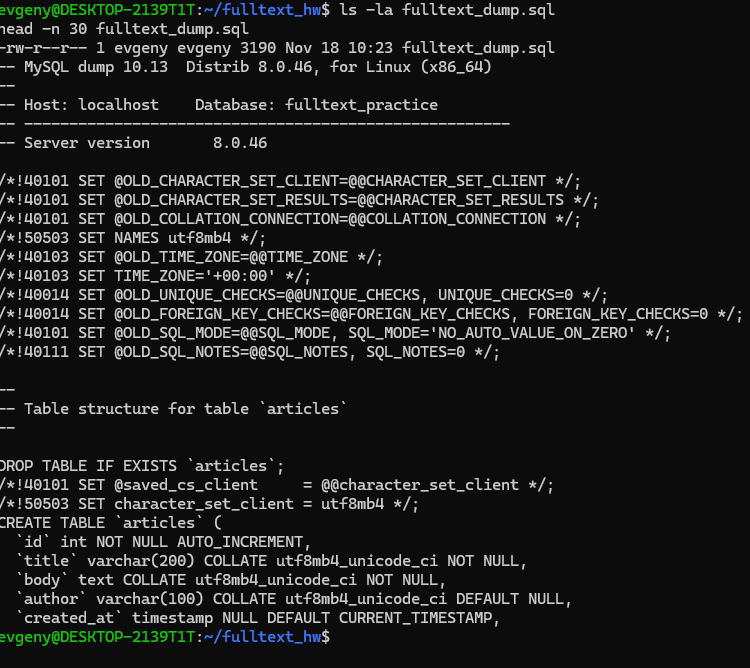 evgeny@DESKTOP-2139T1T:~/fulltext_hw$ ls -la fulltext_dump.sql
head -n 30 fulltext_dump.sql
-rw-r--r-- 1 evgeny evgeny 3190 Nov 18 10:23 fulltext_dump.sql
-- MySQL dump 10.13  Distrib 8.0.46, for Linux (x86_64)
--
-- Host: localhost    Database: fulltext_practice
-- ------------------------------------------------------
-- Server version       8.0.46

/*!40101 SET @OLD_CHARACTER_SET_CLIENT=@@CHARACTER_SET_CLIENT */;
/*!40101 SET @OLD_CHARACTER_SET_RESULTS=@@CHARACTER_SET_RESULTS */;
/*!40101 SET @OLD_COLLATION_CONNECTION=@@COLLATION_CONNECTION */;
/*!50503 SET NAMES utf8mb4 */;
/*!40103 SET @OLD_TIME_ZONE=@@TIME_ZONE */;
/*!40103 SET TIME_ZONE='+00:00' */;
/*!40014 SET @OLD_UNIQUE_CHECKS=@@UNIQUE_CHECKS, UNIQUE_CHECKS=0 */;
/*!40014 SET @OLD_FOREIGN_KEY_CHECKS=@@FOREIGN_KEY_CHECKS, FOREIGN_KEY_CHECKS=0 */;
/*!40101 SET @OLD_SQL_MODE=@@SQL_MODE, SQL_MODE='NO_AUTO_VALUE_ON_ZERO' */;
/*!40111 SET @OLD_SQL_NOTES=@@SQL_NOTES, SQL_NOTES=0 */;

--
-- Table structure for table `articles`
--

DROP TABLE IF EXISTS `articles`;
/*!40101 SET @saved_cs_client     = @@character_set_client */;
/*!50503 SET character_set_client = utf8mb4 */;
CREATE TABLE `articles` (
  `id` int NOT NULL AUTO_INCREMENT,
  `title` varchar(200) COLLATE utf8mb4_unicode_ci NOT NULL,
  `body` text COLLATE utf8mb4_unicode_ci NOT NULL,
  `author` varchar(100) COLLATE utf8mb4_unicode_ci DEFAULT NULL,
  `created_at` timestamp NULL DEFAULT CURRENT_TIMESTAMP,
evgeny@DESKTOP-2139T1T:~/fulltext_hw$